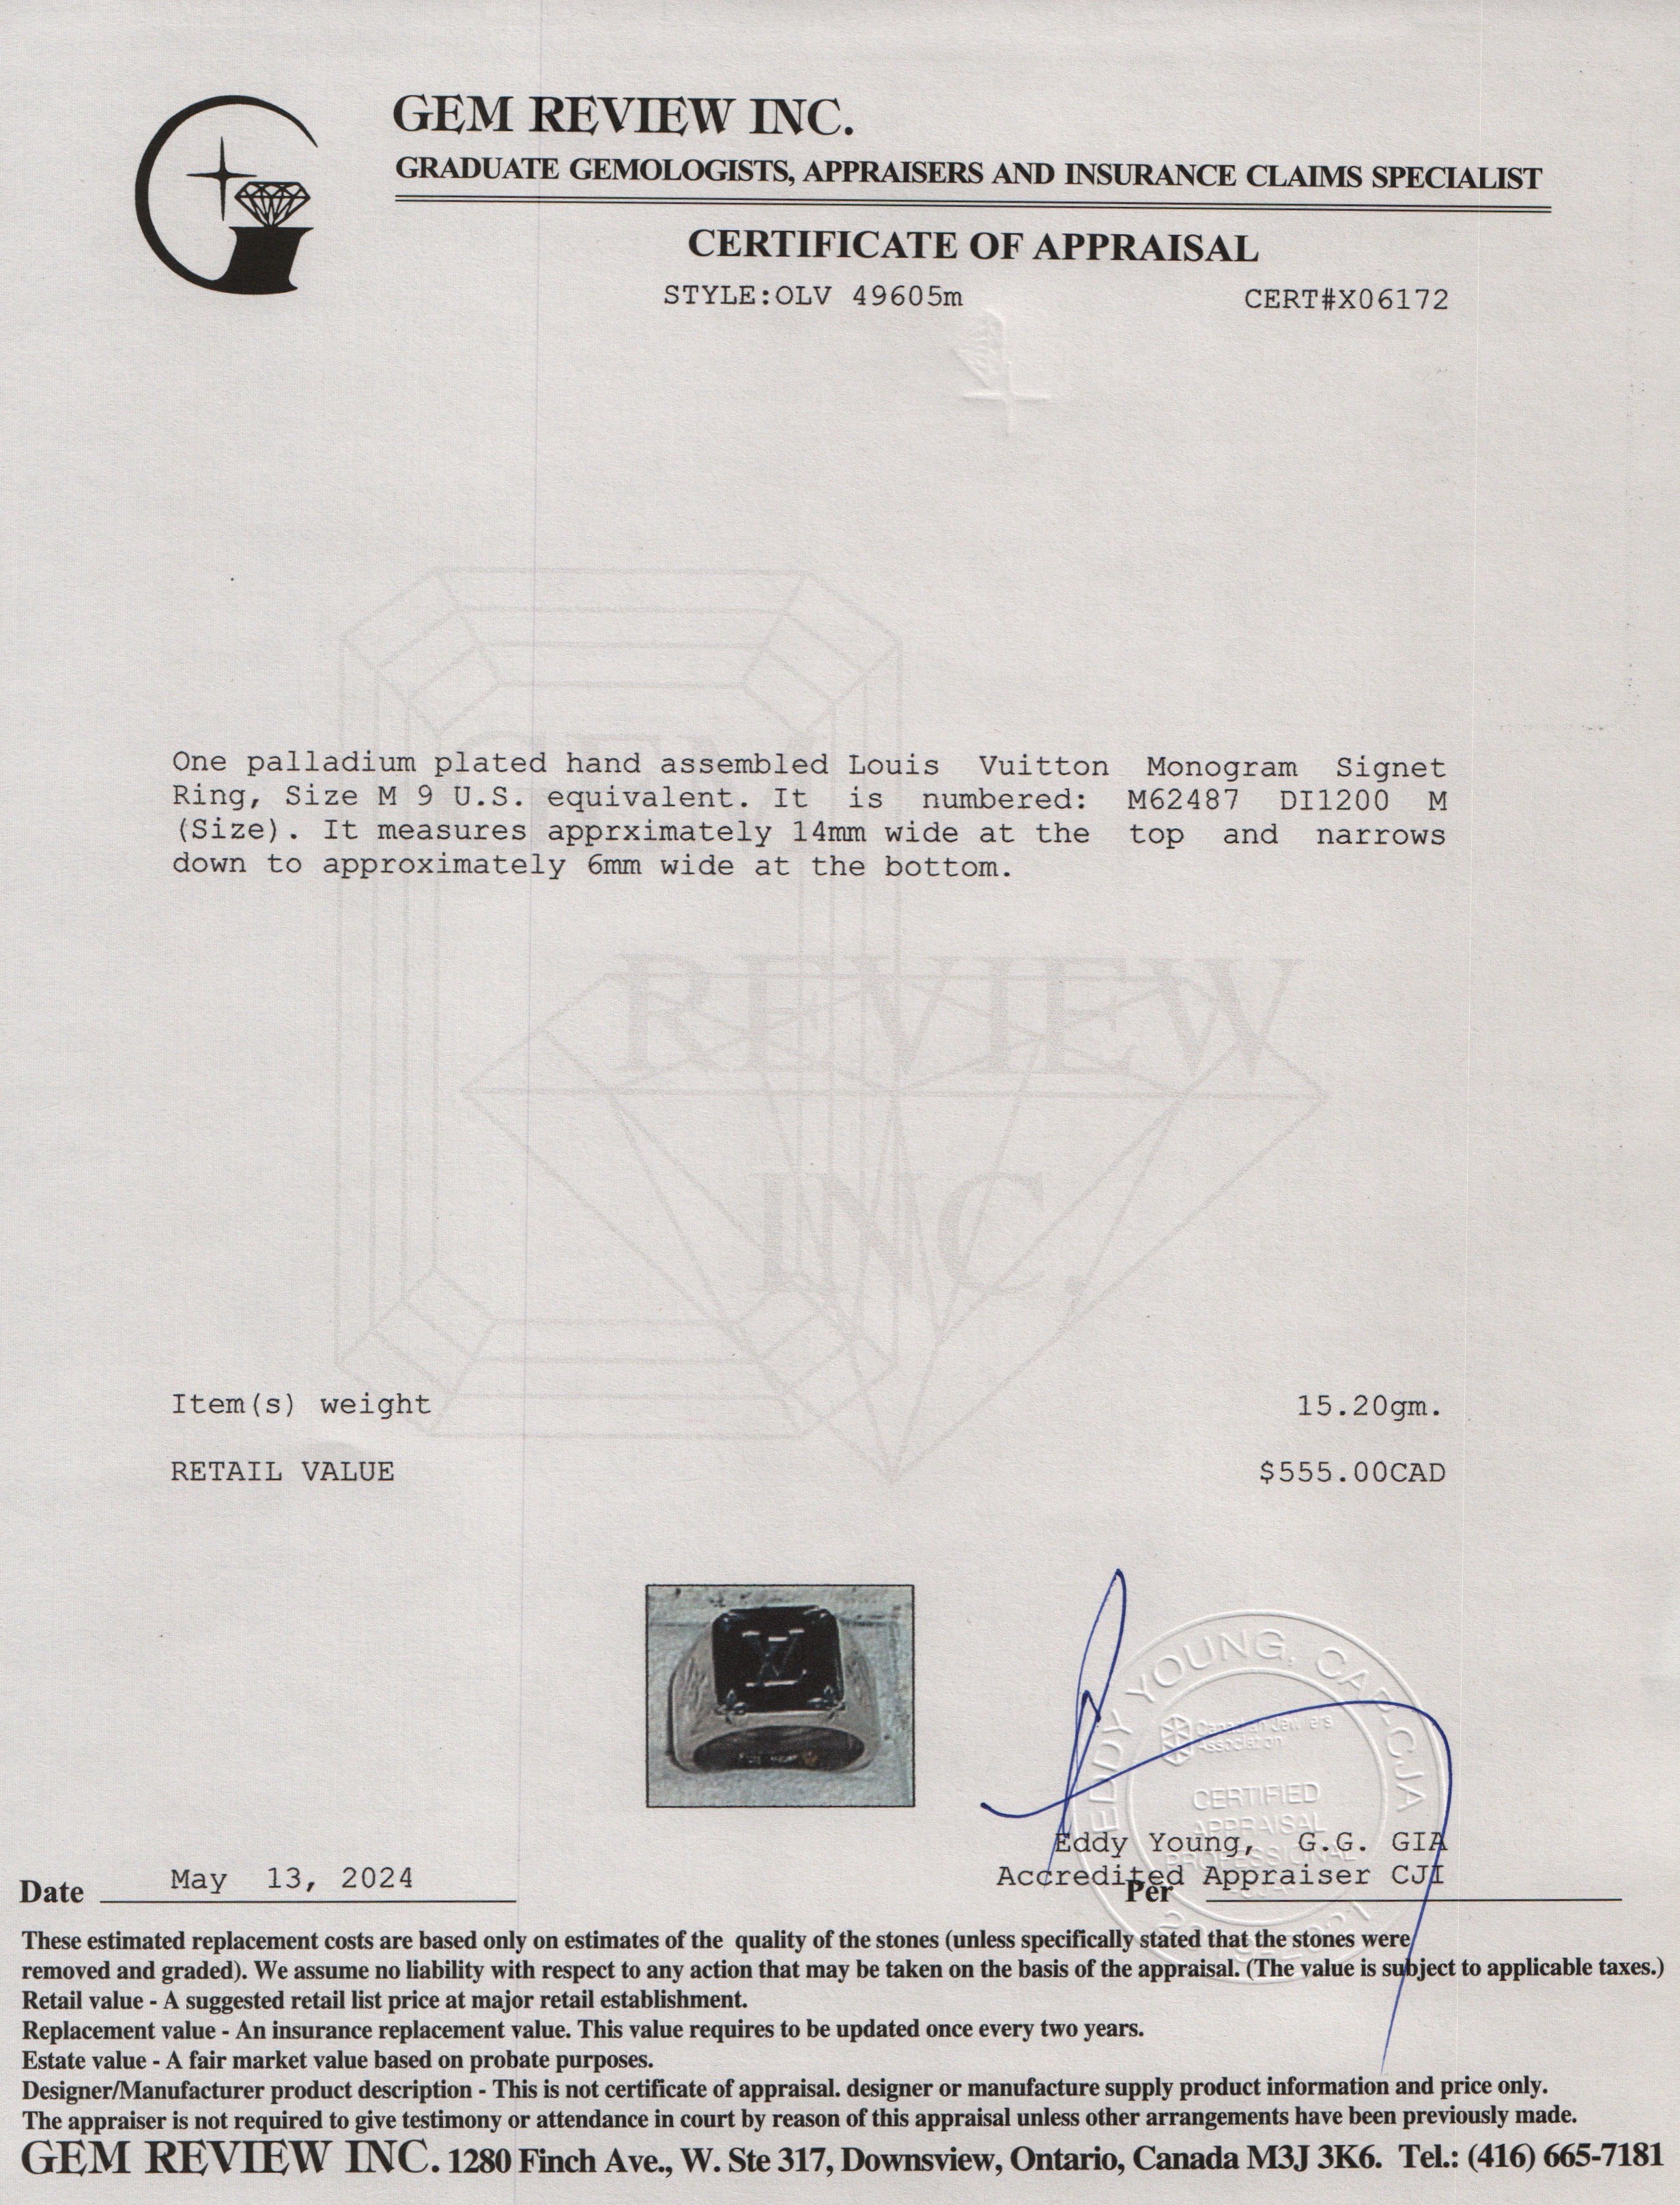 GEM REVIEW INC.
GRADUATE GEMOLOGISTS, APPRAISERS AND INSURANCE CLAIMS SPECIALIST
CERTIFICATE OF APPRAISAL
STYLE:OLV 49605m CERT#X06172
One palladium plated hand assembled Louis Vuitton Monogram Signet
Ring, Size M 9 U.S. equivalent. It is numbered: M62487 DI1200 M
(Size). It measures apprximately 14mm wide at the top and narrows
down to approximately 6mm wide at the bottom.
REVIEW
INC.
Item(s) weight 15.20gm.
RETAIL VALUE $555.00CAD
LV
EDDY YOUNG, CAP-CJA
Canadian Jewellers
Association
CERTIFIED
APPRAISAL
PROFESSIONAL
Eddy Young, G.G. GIA
Accredited Appraiser CJI
Date May 13, 2024 Per
These estimated replacement costs are based only on estimates of the quality of the stones (unless specifically stated that the stones were
removed and graded). We assume no liability with respect to any action that may be taken on the basis of the appraisal. (The value is subject to applicable taxes.)
Retail value - A suggested retail list price at major retail establishment.
Replacement value - An insurance replacement value. This value requires to be updated once every two years.
Estate value - A fair market value based on probate purposes.
Designer/Manufacturer product description - This is not certificate of appraisal. designer or manufacture supply product information and price only.
The appraiser is not required to give testimony or attendance in court by reason of this appraisal unless other arrangements have been previously made.
GEM REVIEW INC. 1280 Finch Ave., W. Ste 317, Downsview, Ontario, Canada M3J 3K6. Tel.: (416) 665-7181